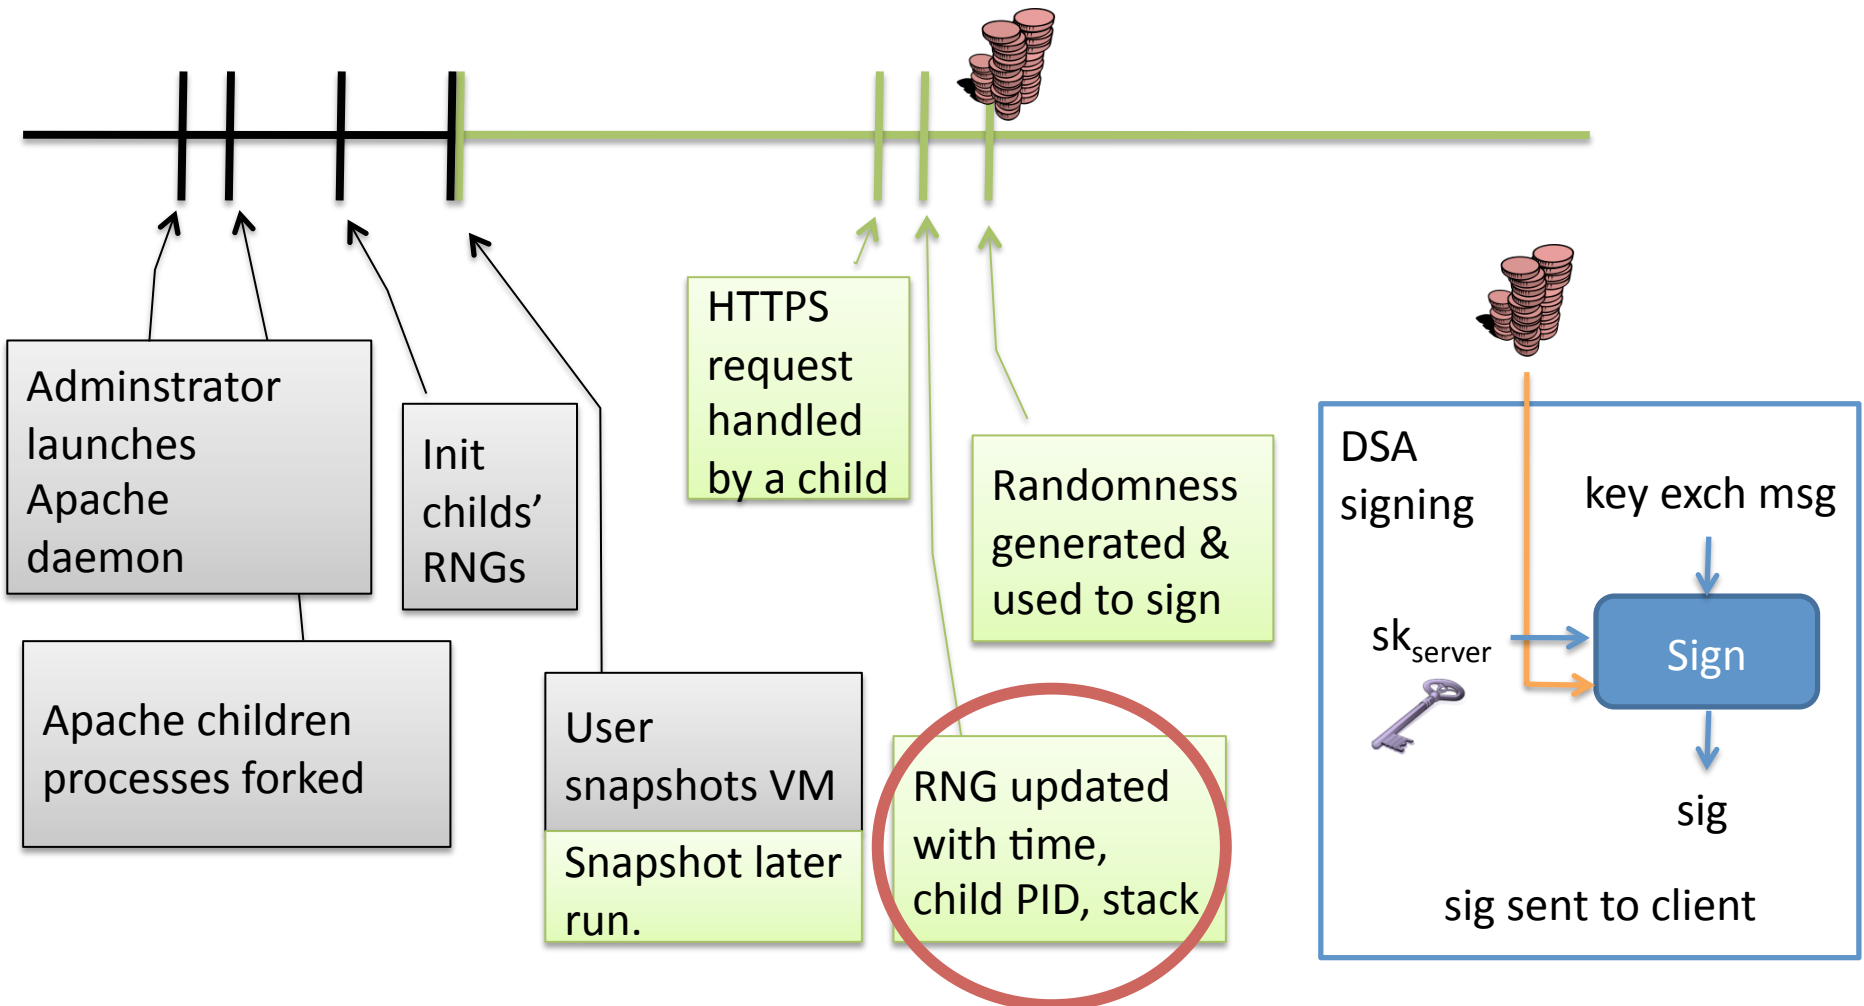 Adminstrator
launches
Apache
daemon
Apache children
processes forked
Init
childs’
RNGs
User
snapshots VM
Snapshot later
run.
HTTPS
request
handled
by a child
RNG updated
with time,
child PID, stack
Randomness
generated &
used to sign
DSA
signing
key exch msg
skserver
Sign
sig
sig sent to client